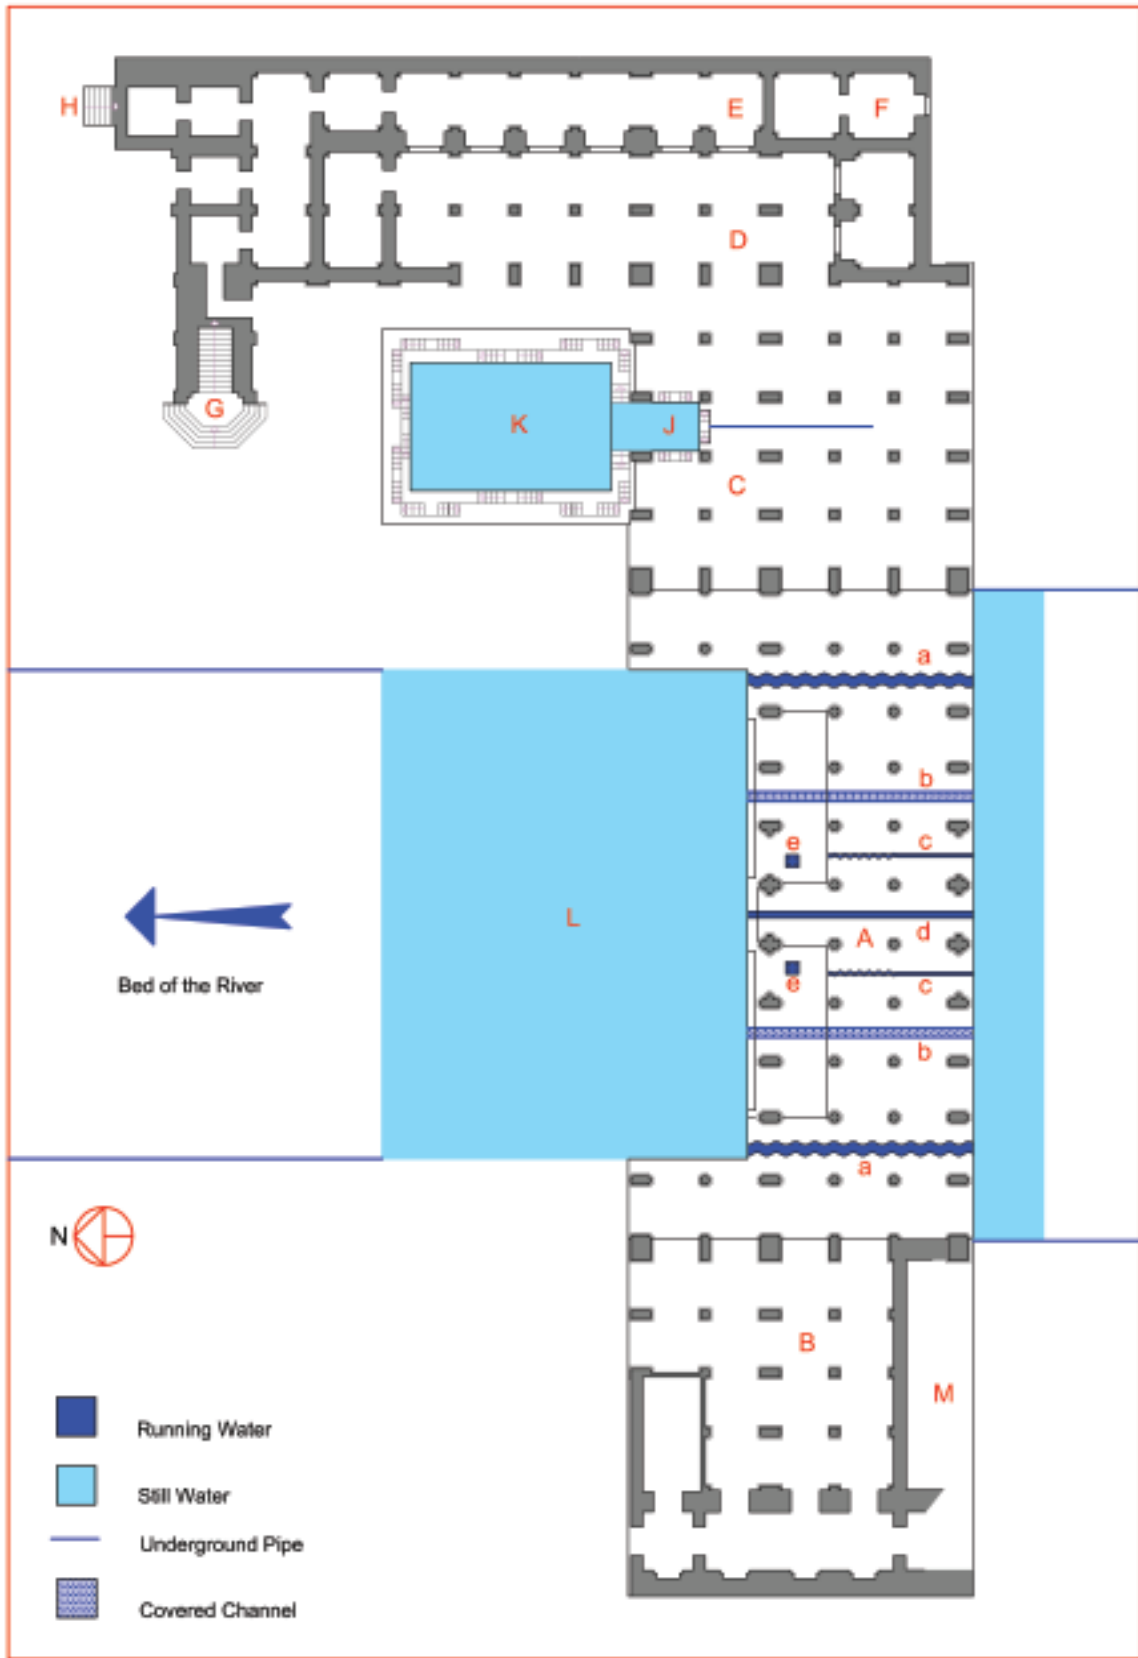 H
E
F
D
G
K
J
C
a
b
e
c
L
A
d
e
c
b
a
Bed of the River
N
B
M
Running Water
Still Water
Underground Pipe
Covered Channel